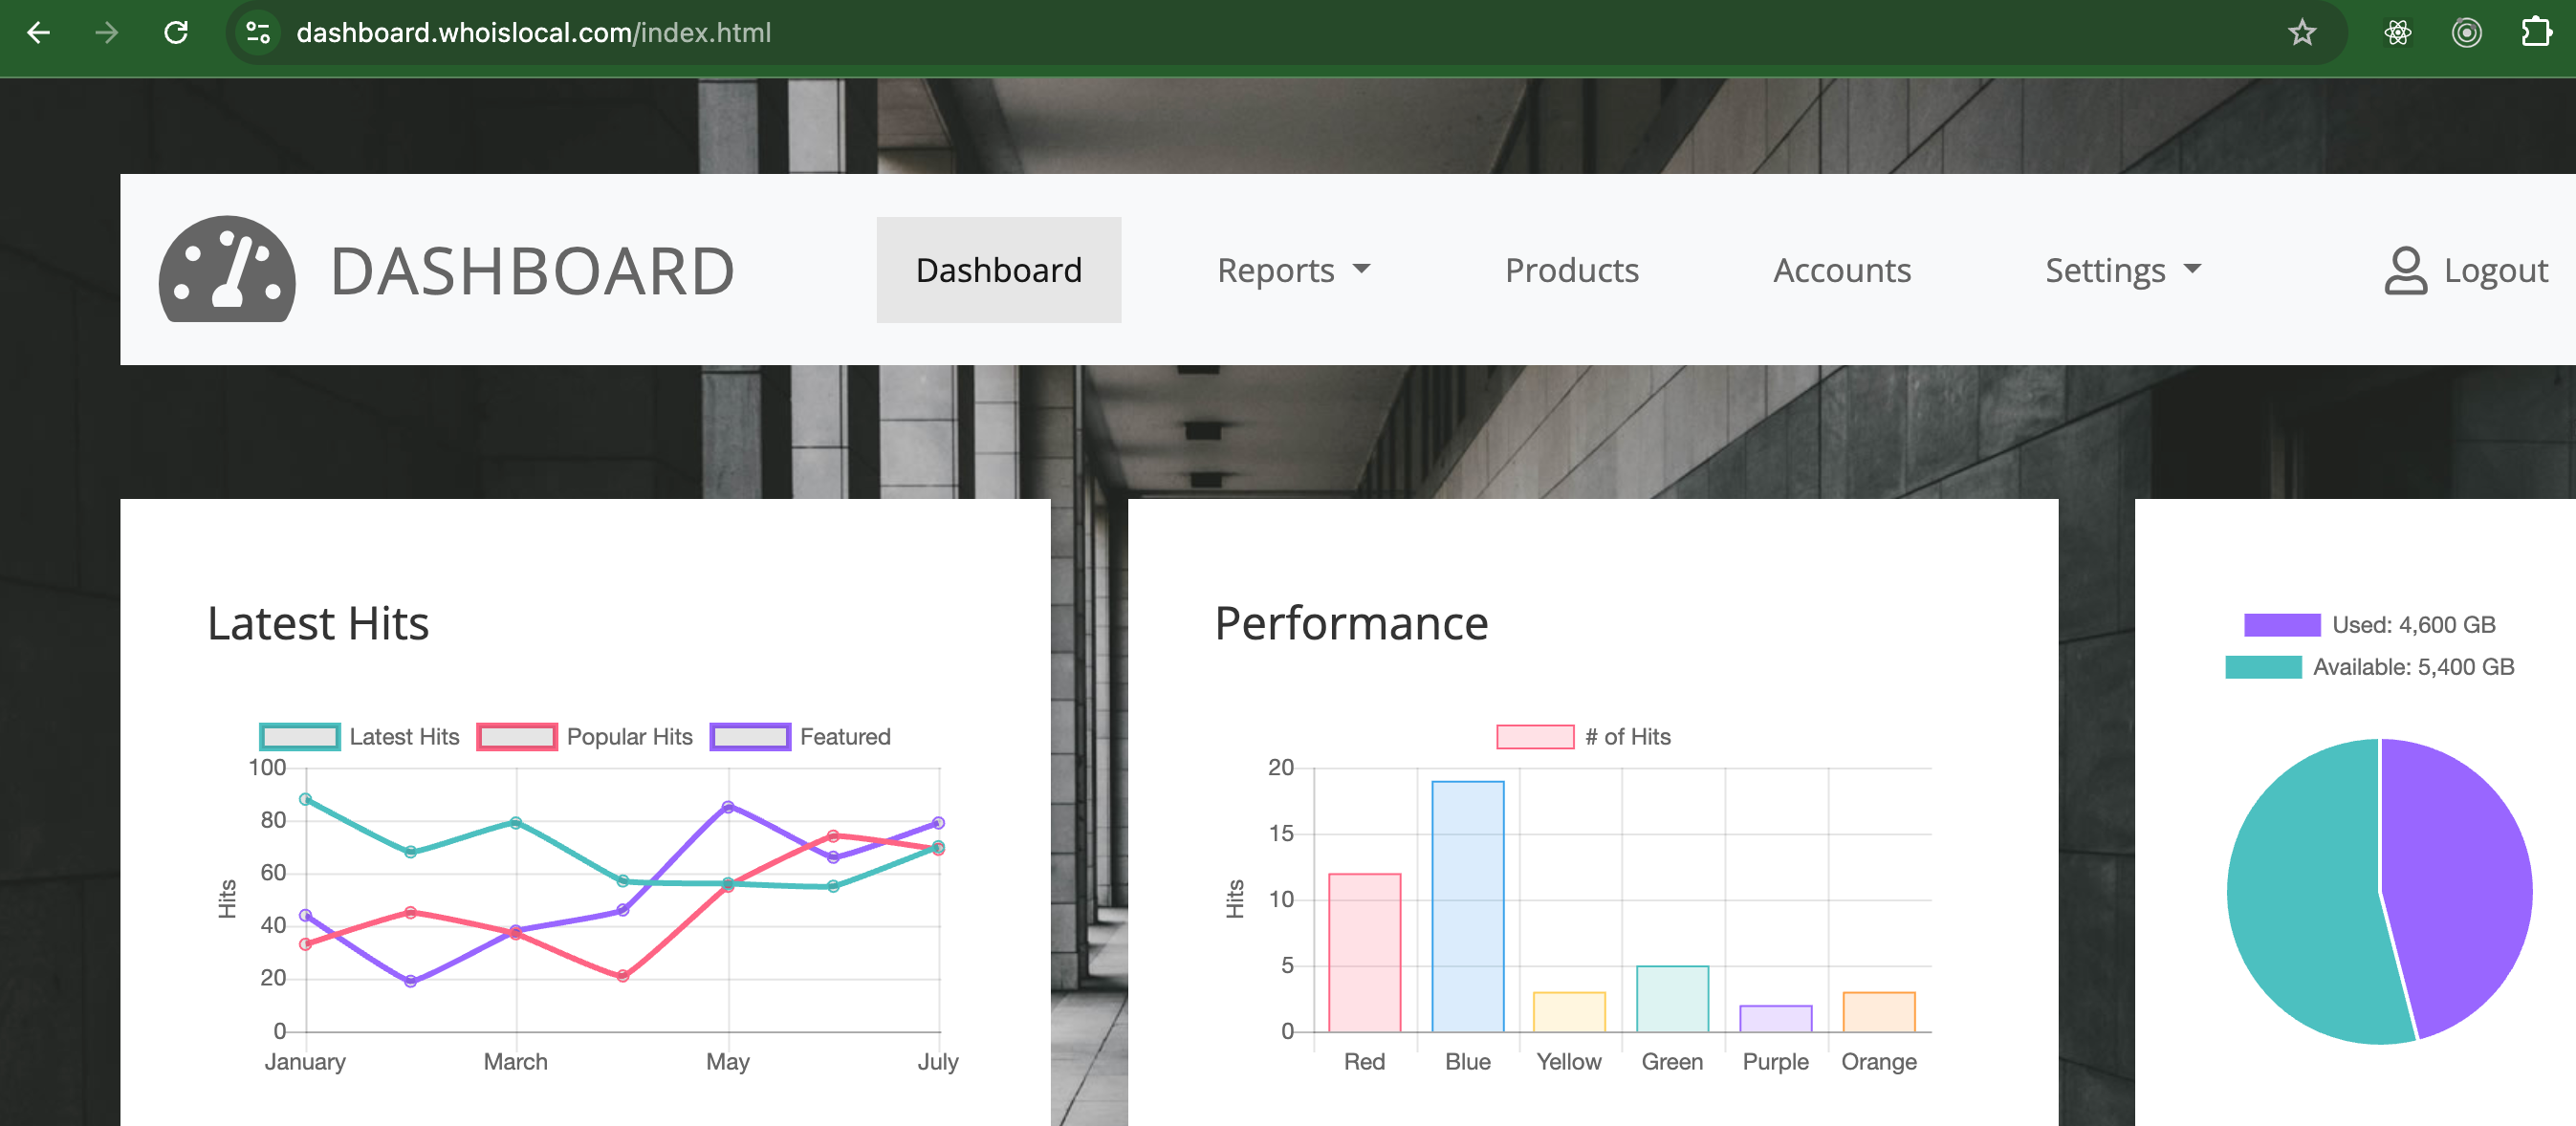 dashboard.whoislocal.com/index.html
DASHBOARD
Dashboard
Reports
Products
Accounts
Settings
Logout
Latest Hits
Latest Hits
Popular Hits
Featured
100
80
60
40
20
0
Hits
January
March
May
July
Performance
# of Hits
20
15
10
5
0
Hits
Red
Blue
Yellow
Green
Purple
Orange
Used: 4,600 GB
Available: 5,400 GB